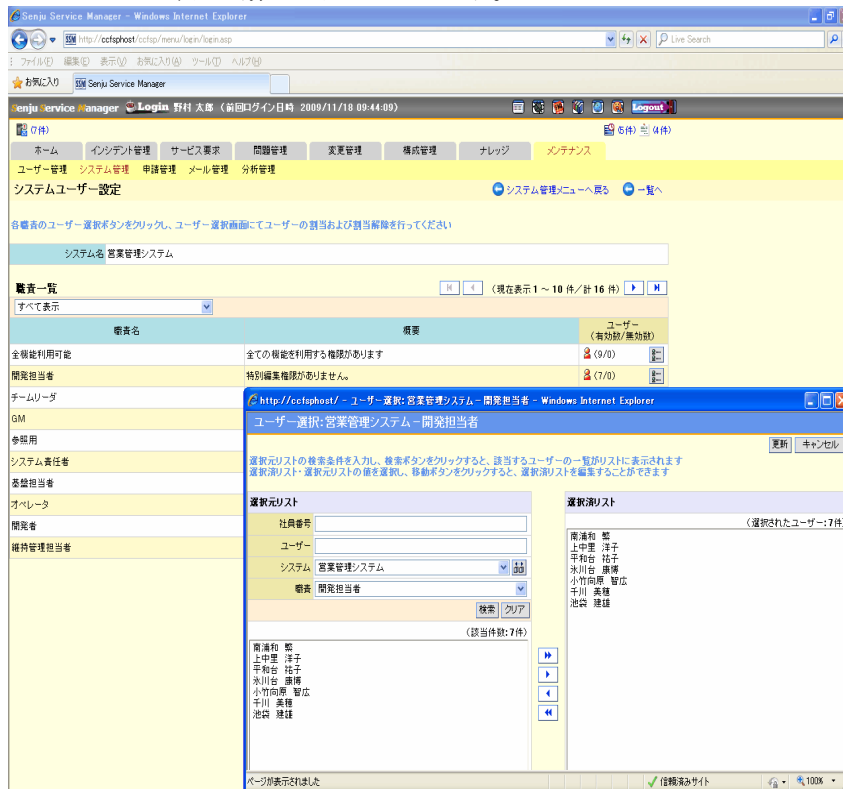 Senju Service Manager - Windows Internet Explorer
http://ccfsphost/ccfsp/menu/login/login.asp
Live Search
ファイル(F) 編集(E) 表示(V) お気に入り(A) ツール(T) ヘルプ(H)
お気に入り Senju Service Manager
Senju Service Manager Login 野村 太郎 (前回ログイン日時 2009/11/18 09:44:09) Logout
(7件) (5件) (4件)
ホーム インシデント管理 サービス要求 問題管理 変更管理 構成管理 ナレッジ メンテナンス
ユーザー管理 システム管理 申請管理 メール管理 分析管理
システムユーザー設定 システム管理メニューへ戻る 一覧へ
各職責のユーザー選択ボタンをクリックし、ユーザー選択画面にてユーザーの割当および割当解除を行ってください
システム名 営業管理システム
職責一覧 (現在表示 1 ~ 10 件/計 16 件)
すべて表示
職責名 概要 ユーザー
(有効数/無効数)
全機能利用可能 全ての機能を利用する権限があります (9/0)
開発担当者 特別編集権限がありません。 (7/0)
チームリーダ
GM
参照用
システム責任者
基盤担当者
オペレータ
開発者
維持管理担当者
http://ccfsphost/ - ユーザー選択:営業管理システム - 開発担当者 - Windows Internet Explorer
ユーザー選択:営業管理システム - 開発担当者
更新 キャンセル
選択元リストの検索条件を入力し、検索ボタンをクリックすると、該当するユーザーの一覧がリストに表示されます
選択済リスト・選択元リストの値を選択し、移動ボタンをクリックすると、選択済リストを編集することができます
選択元リスト
社員番号
ユーザー
システム 営業管理システム
職責 開発担当者
検索 クリア
(該当件数:7件)
南浦和 繁
上中里 洋子
平和台 祐子
氷川台 康博
小竹向原 智広
千川 美穂
池袋 建雄
選択済リスト
(選択されたユーザー:7件)
南浦和 繁
上中里 洋子
平和台 祐子
氷川台 康博
小竹向原 智広
千川 美穂
池袋 建雄
ページが表示されました 信頼済みサイト 100%